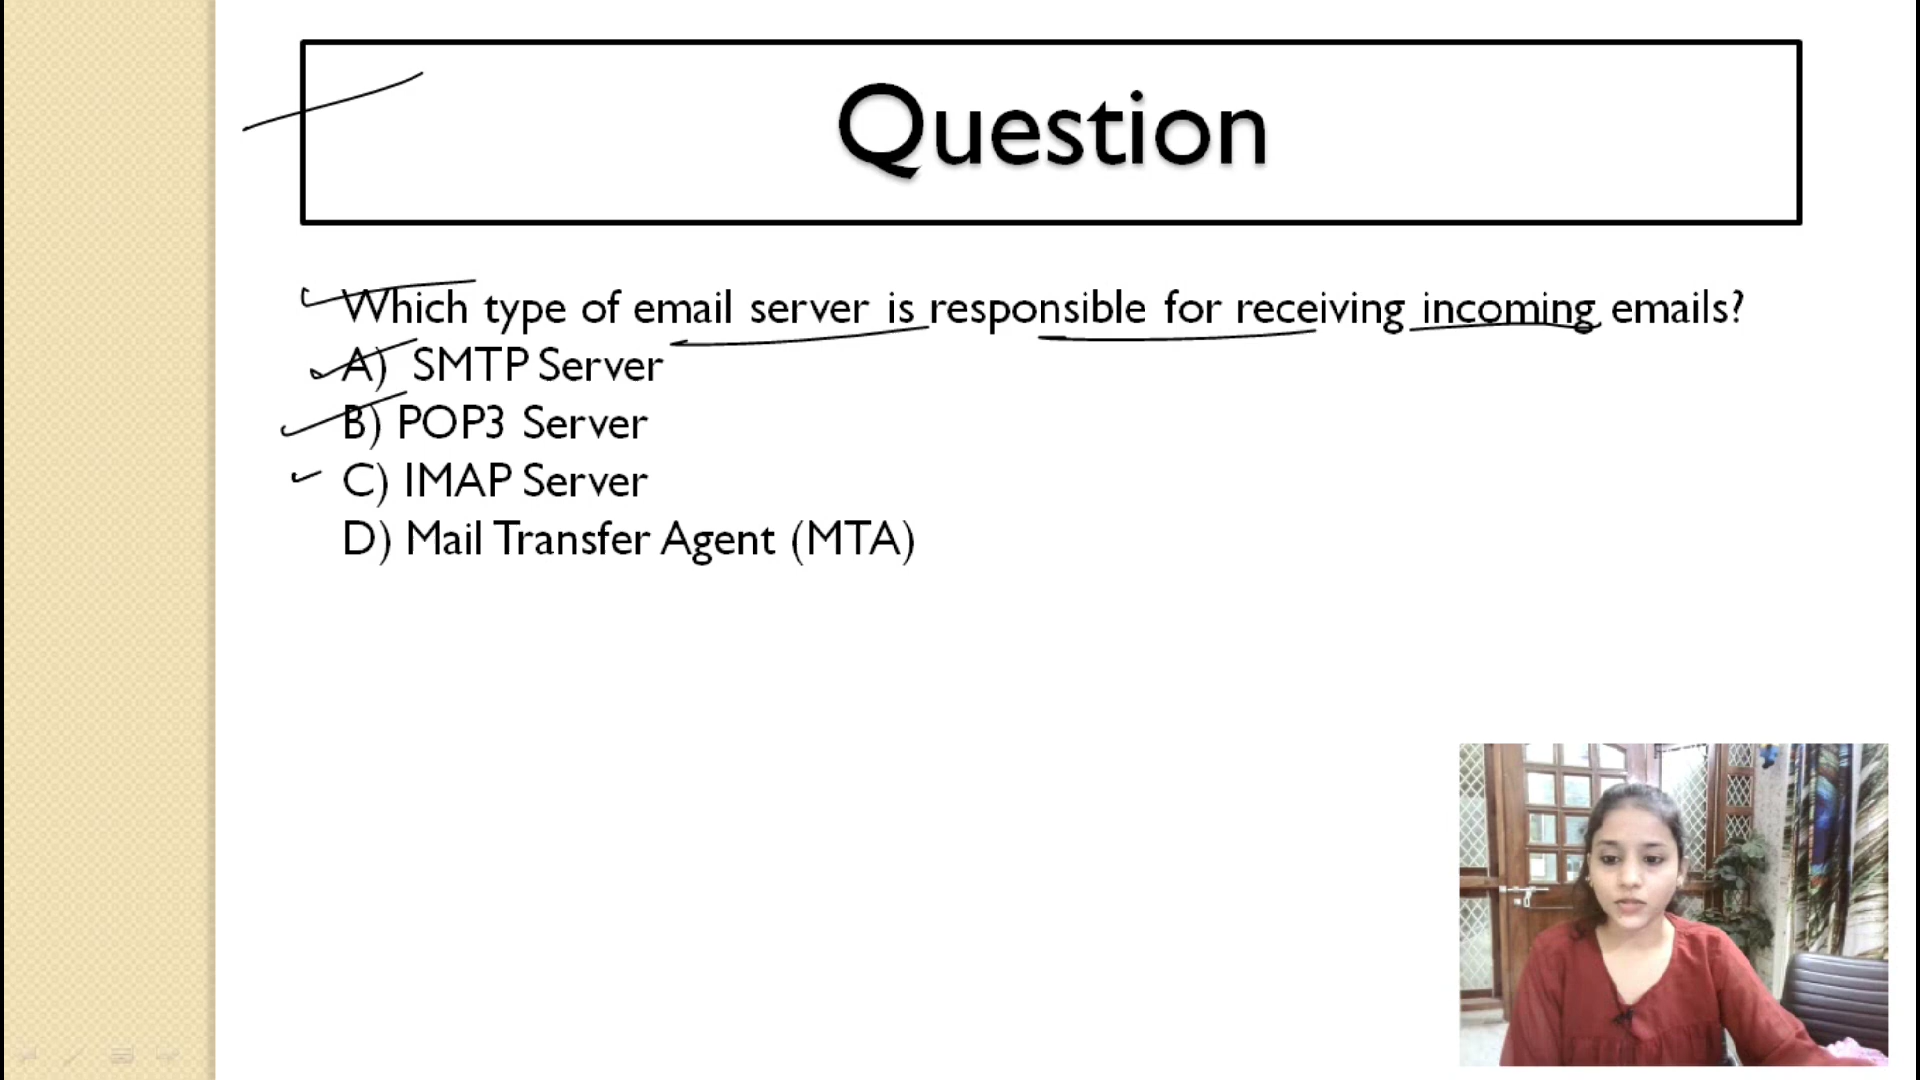 Question
Which type of email server is responsible for receiving incoming emails?
A) SMTP Server
B) POP3 Server
C) IMAP Server
D) Mail Transfer Agent (MTA)